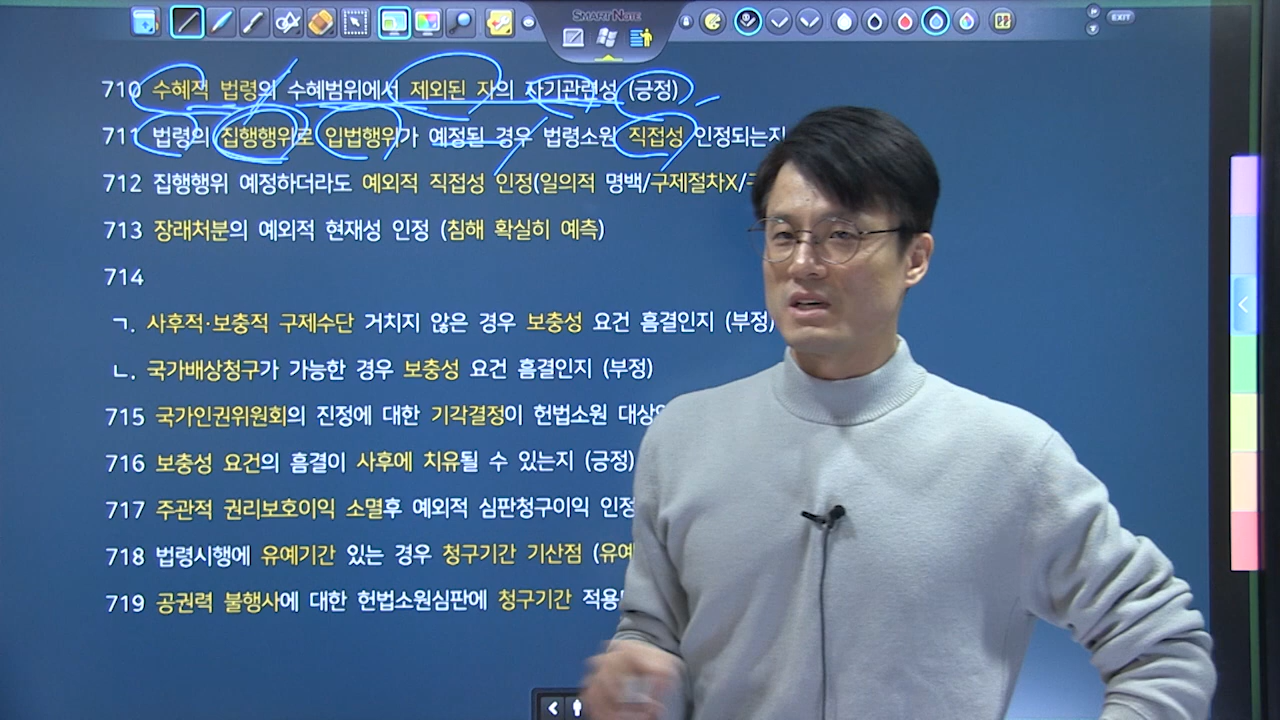 SMART NOTE
EXIT
710 수혜적 법령의 수혜범위에서 제외된 자의 자기관련성 (긍정)
711 법령의 집행행위로 입법행위가 예정된 경우 법령소원 직접성 인정되는지
712 집행행위 예정하더라도 예외적 직접성 인정(일의적 명백/구제절차X/
713 장래처분의 예외적 현재성 인정 (침해 확실히 예측)
714
ㄱ. 사후적·보충적 구제수단 거치지 않은 경우 보충성 요건 흠결인지 (부정)
ㄴ. 국가배상청구가 가능한 경우 보충성 요건 흠결인지 (부정)
715 국가인권위원회의 진정에 대한 기각결정이 헌법소원 대상
716 보충성 요건의 흠결이 사후에 치유될 수 있는지 (긍정)
717 주관적 권리보호이익 소멸후 예외적 심판청구이익 인정
718 법령시행에 유예기간 있는 경우 청구기간 기산점 (유예
719 공권력 불행사에 대한 헌법소원심판에 청구기간 적용